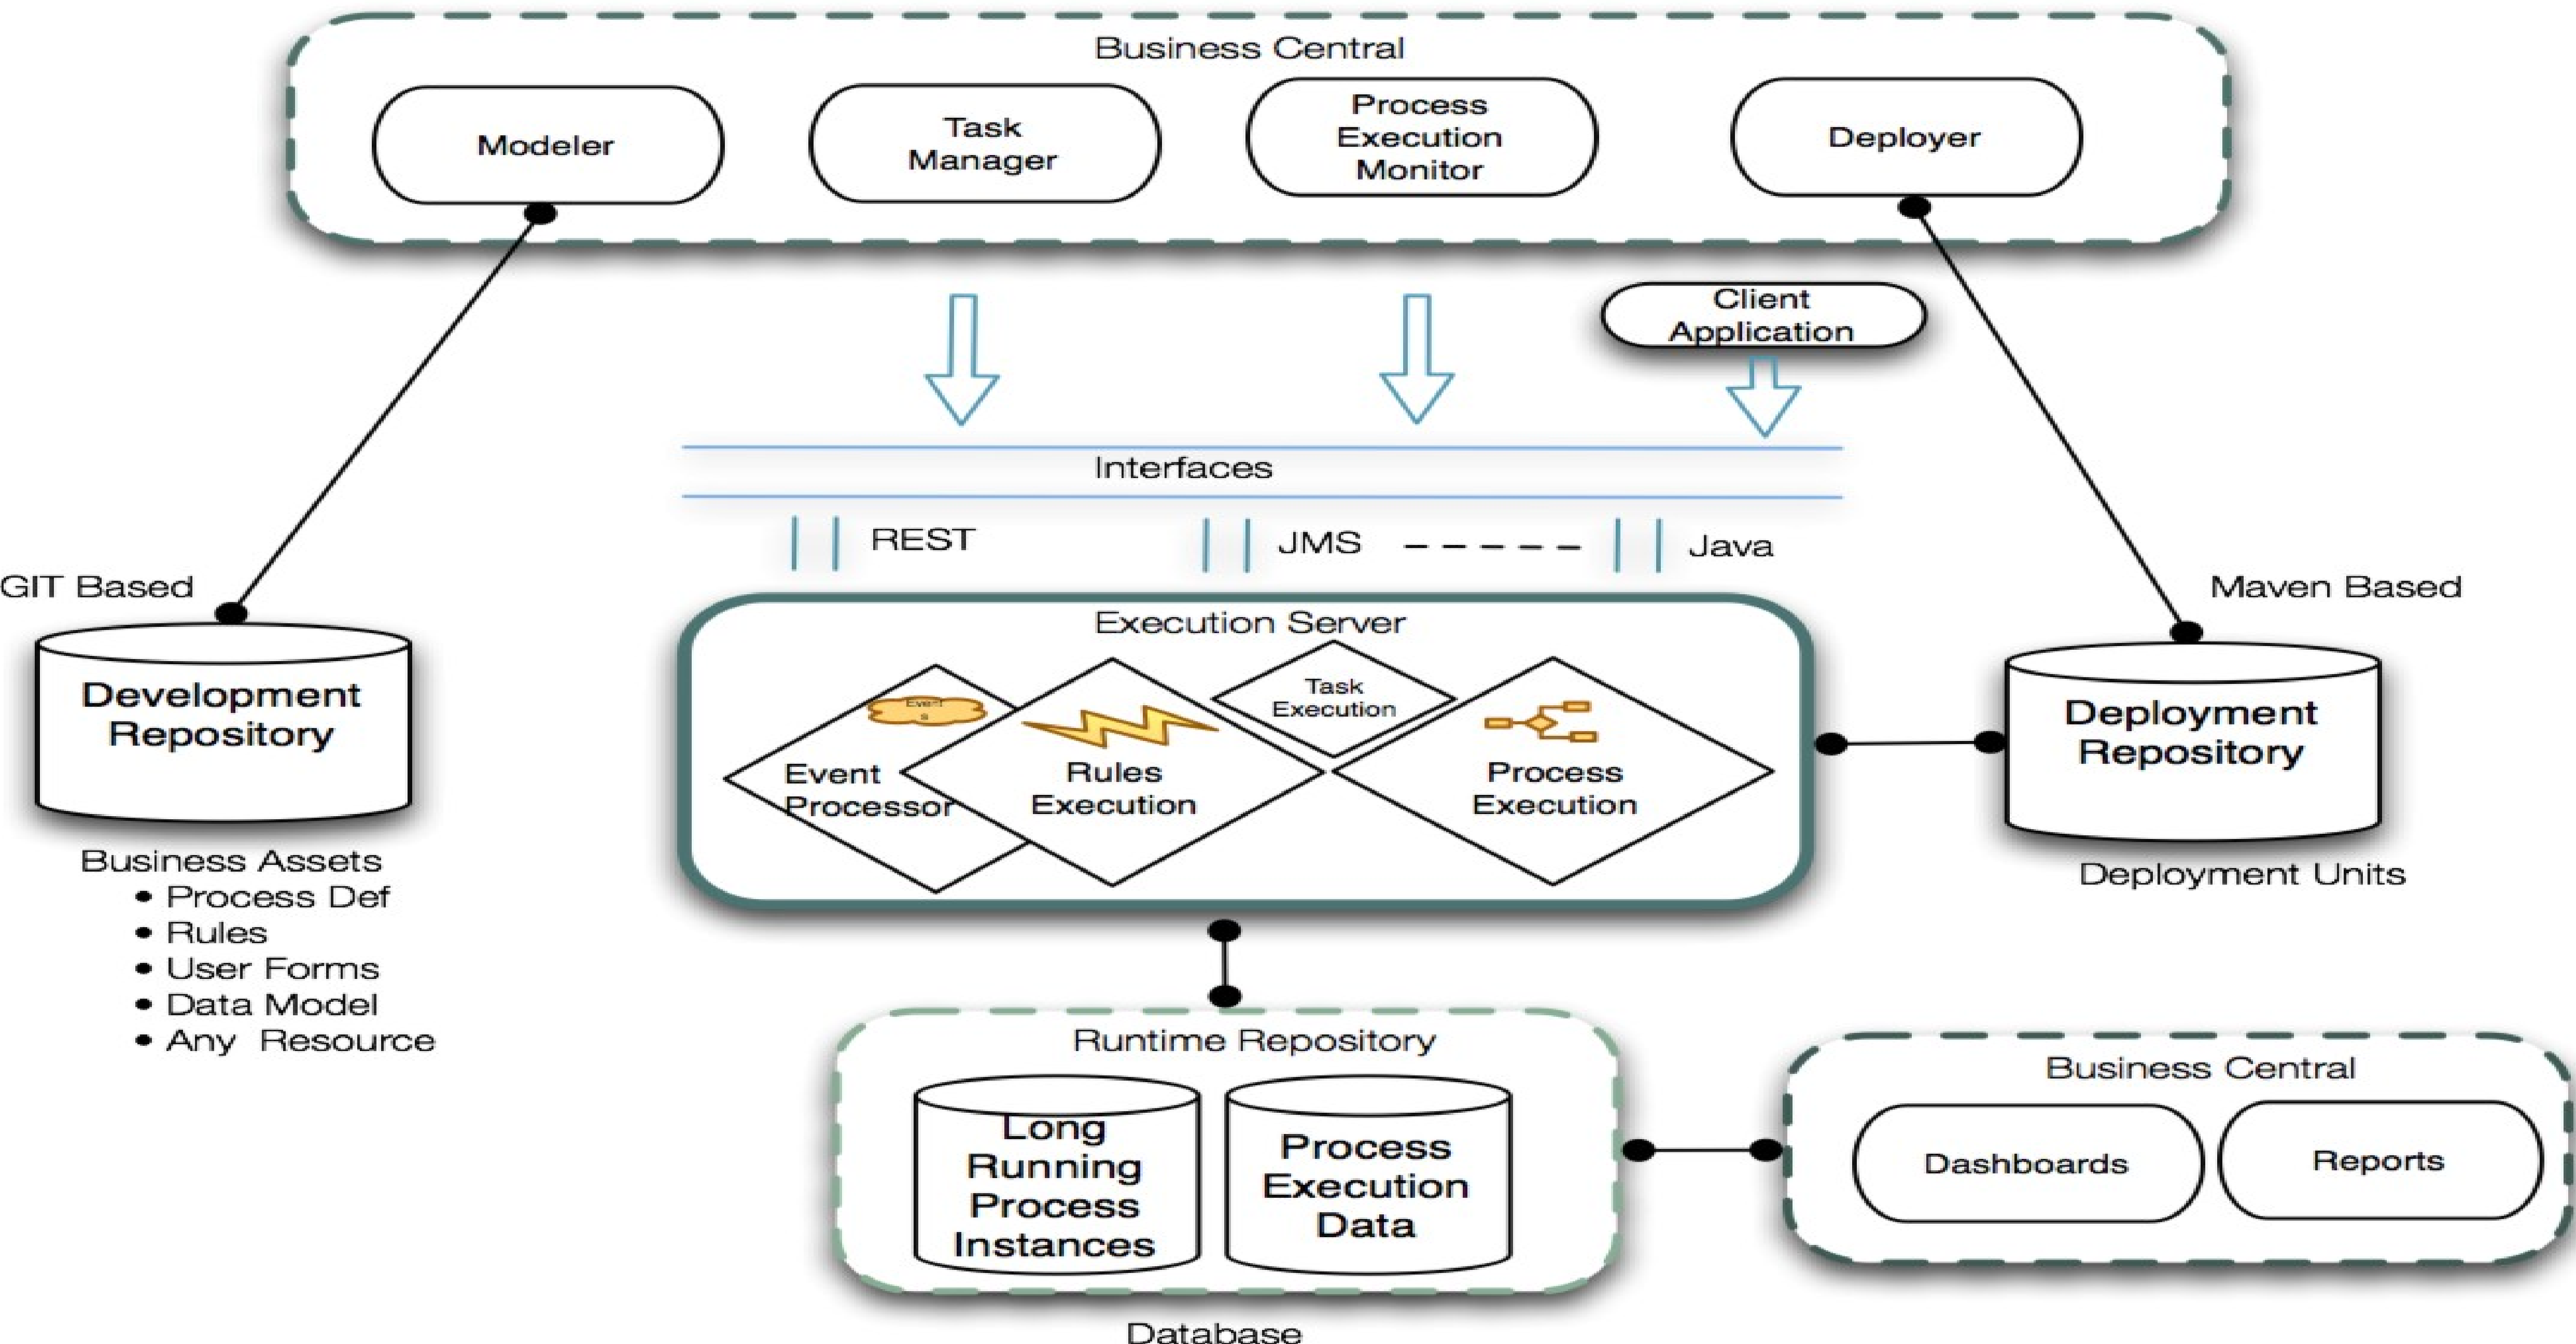 Business Central
Modeler
Task
Manager
Process
Execution
Monitor
Deployer
Client
Application
Interfaces
REST
JMS
Java
GIT Based
Development
Repository
Business Assets
• Process Def
• Rules
• User Forms
• Data Model
• Any Resource
Execution Server
Event
s
Event
Processor
Rules
Execution
Task
Execution
Process
Execution
Maven Based
Deployment
Repository
Deployment Units
Runtime Repository
Long
Running
Process
Instances
Process
Execution
Data
Database
Business Central
Dashboards
Reports